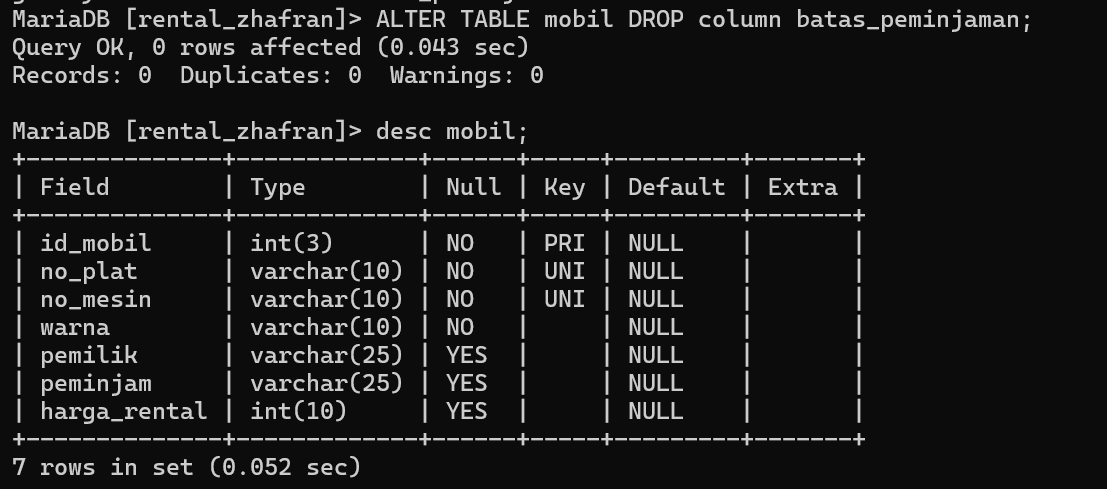 MariaDB [rental_zhafran]> ALTER TABLE mobil DROP column batas_peminjaman;
Query OK, 0 rows affected (0.043 sec)
Records: 0  Duplicates: 0  Warnings: 0

MariaDB [rental_zhafran]> desc mobil;
+--------------+-------------+------+-----+---------+-------+
| Field        | Type        | Null | Key | Default | Extra |
+--------------+-------------+------+-----+---------+-------+
| id_mobil     | int(3)      | NO   | PRI | NULL    |       |
| no_plat      | varchar(10) | NO   | UNI | NULL    |       |
| no_mesin     | varchar(10) | NO   | UNI | NULL    |       |
| warna        | varchar(10) | NO   |     | NULL    |       |
| pemilik      | varchar(25) | YES  |     | NULL    |       |
| peminjam     | varchar(25) | YES  |     | NULL    |       |
| harga_rental | int(10)     | YES  |     | NULL    |       |
+--------------+-------------+------+-----+---------+-------+
7 rows in set (0.052 sec)